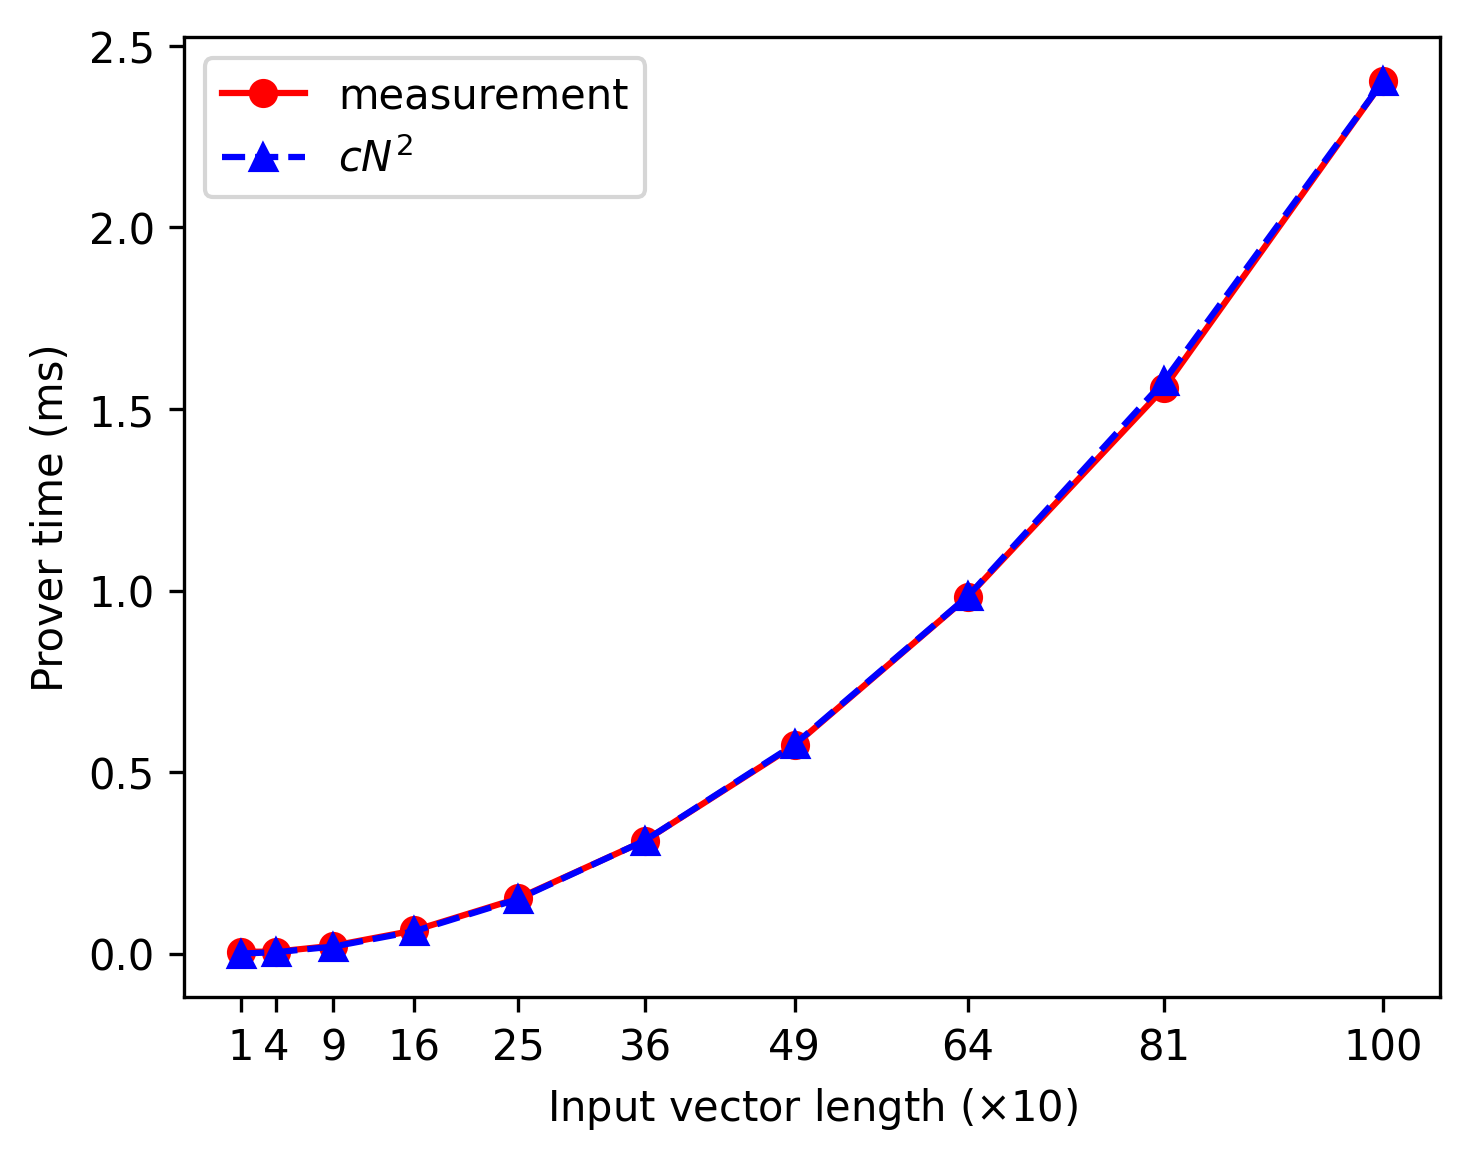 2.5
2.0
1.5
1.0
0.5
0.0
Prover time (ms)
measurement
cN²
1 4 9 16 25 36 49 64 81 100
Input vector length (×10)